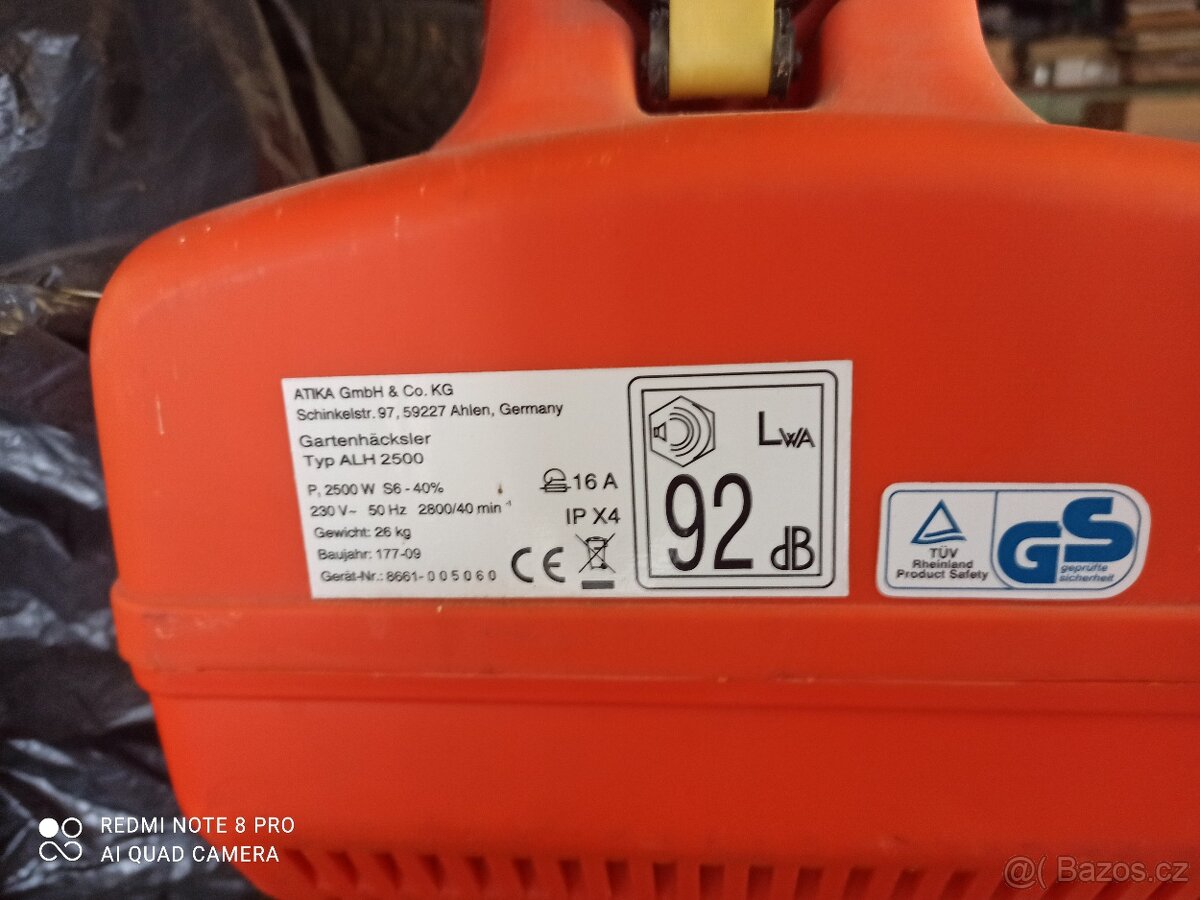 ATIKA GmbH & Co. KG
Schinkelstr. 97, 59227 Ahlen, Germany
Gartenhäcksler
Typ ALH 2500
P₁ 2500 W S6 - 40%
230 V~ 50 Hz 2800/40 min⁻¹
Gewicht: 26 kg
Baujahr: 177-09
Gerät-Nr.: 8661-005060
16 A
IP X4
CE
LWA
92 dB
TÜV
Rheinland
Product Safety
GS
geprüfte
sicherheit
REDMI NOTE 8 PRO
AI QUAD CAMERA
@( Bazos.cz